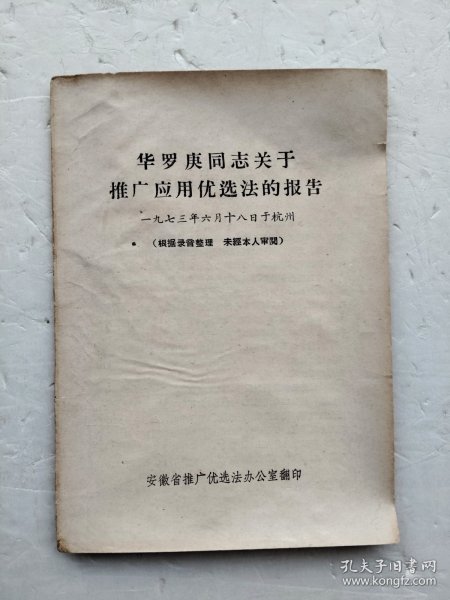 华罗庚同志关于
推广应用优选法的报告
一九七三年六月十八日于杭州
（根据录音整理　未經本人审閱）
安徽省推广优选法办公室翻印
孔夫子旧书网
www.kongfz.com